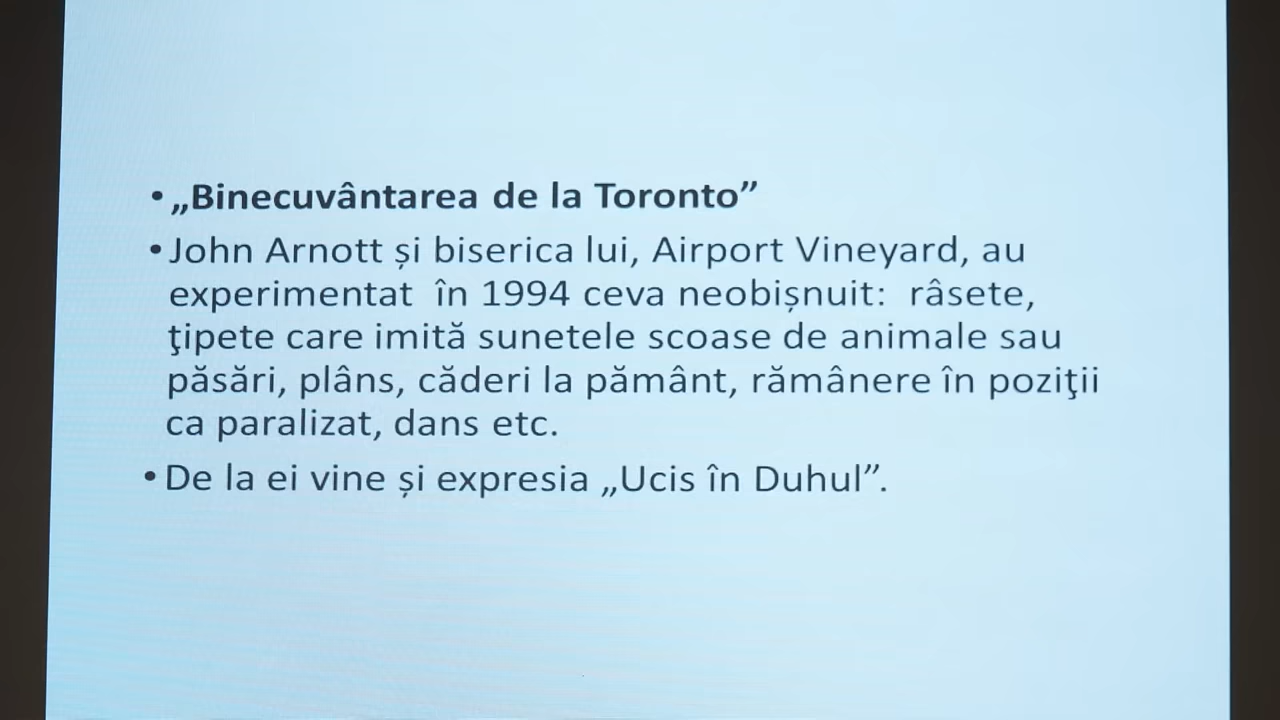 • „Binecuvântarea de la Toronto”
• John Arnott și biserica lui, Airport Vineyard, au
experimentat în 1994 ceva neobișnuit: râsete,
ţipete care imită sunetele scoase de animale sau
păsări, plâns, căderi la pământ, rămânere în poziţii
ca paralizat, dans etc.
• De la ei vine și expresia „Ucis în Duhul”.